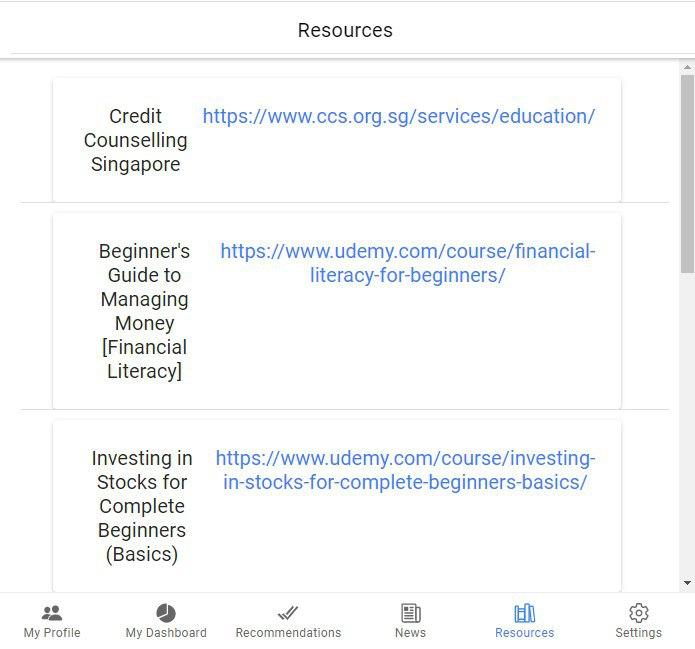 Resources
Credit
Counselling
Singapore
https://www.ccs.org.sg/services/education/
Beginner's
Guide to
Managing
Money
[Financial
Literacy]
https://www.udemy.com/course/financial-
literacy-for-beginners/
Investing in
Stocks for
Complete
Beginners
(Basics)
https://www.udemy.com/course/investing-
in-stocks-for-complete-beginners-basics/
My Profile
My Dashboard
Recommendations
News
Resources
Settings